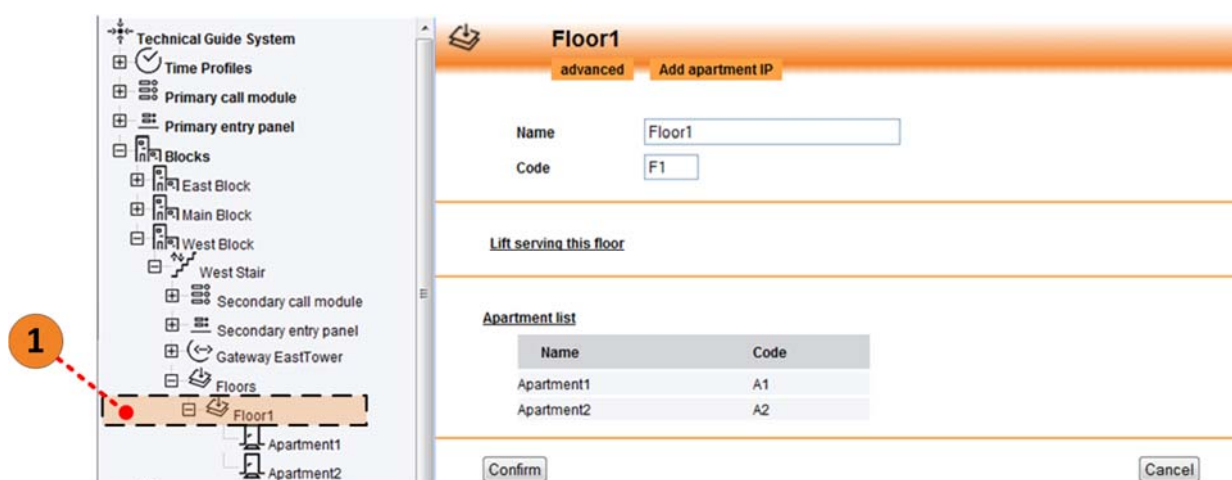 Technical Guide System
Time Profiles
Primary call module
Primary entry panel
Blocks
East Block
Main Block
West Block
West Stair
Secondary call module
Secondary entry panel
Gateway EastTower
Floors
1
Floor1
Apartment1
Apartment2
Floor1
advanced Add apartment IP
Name Floor1
Code F1
Lift serving this floor
Apartment list
Name Code
Apartment1 A1
Apartment2 A2
Confirm Cancel